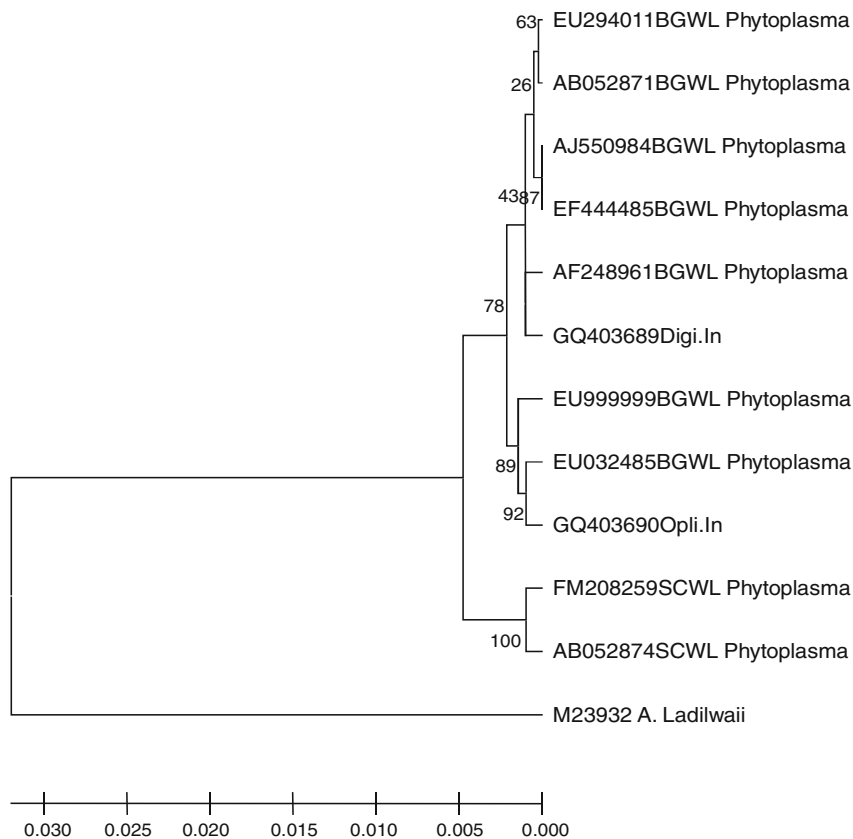 63
EU294011BGWL Phytoplasma
26
AB052871BGWL Phytoplasma
AJ550984BGWL Phytoplasma
43
87
EF444485BGWL Phytoplasma
AF248961BGWL Phytoplasma
78
GQ403689Digi.In
EU999999BGWL Phytoplasma
89
EU032485BGWL Phytoplasma
92
GQ403690Opli.In
FM208259SCWL Phytoplasma
100
AB052874SCWL Phytoplasma
M23932 A. Ladilwaii
0.030 0.025 0.020 0.015 0.010 0.005 0.000